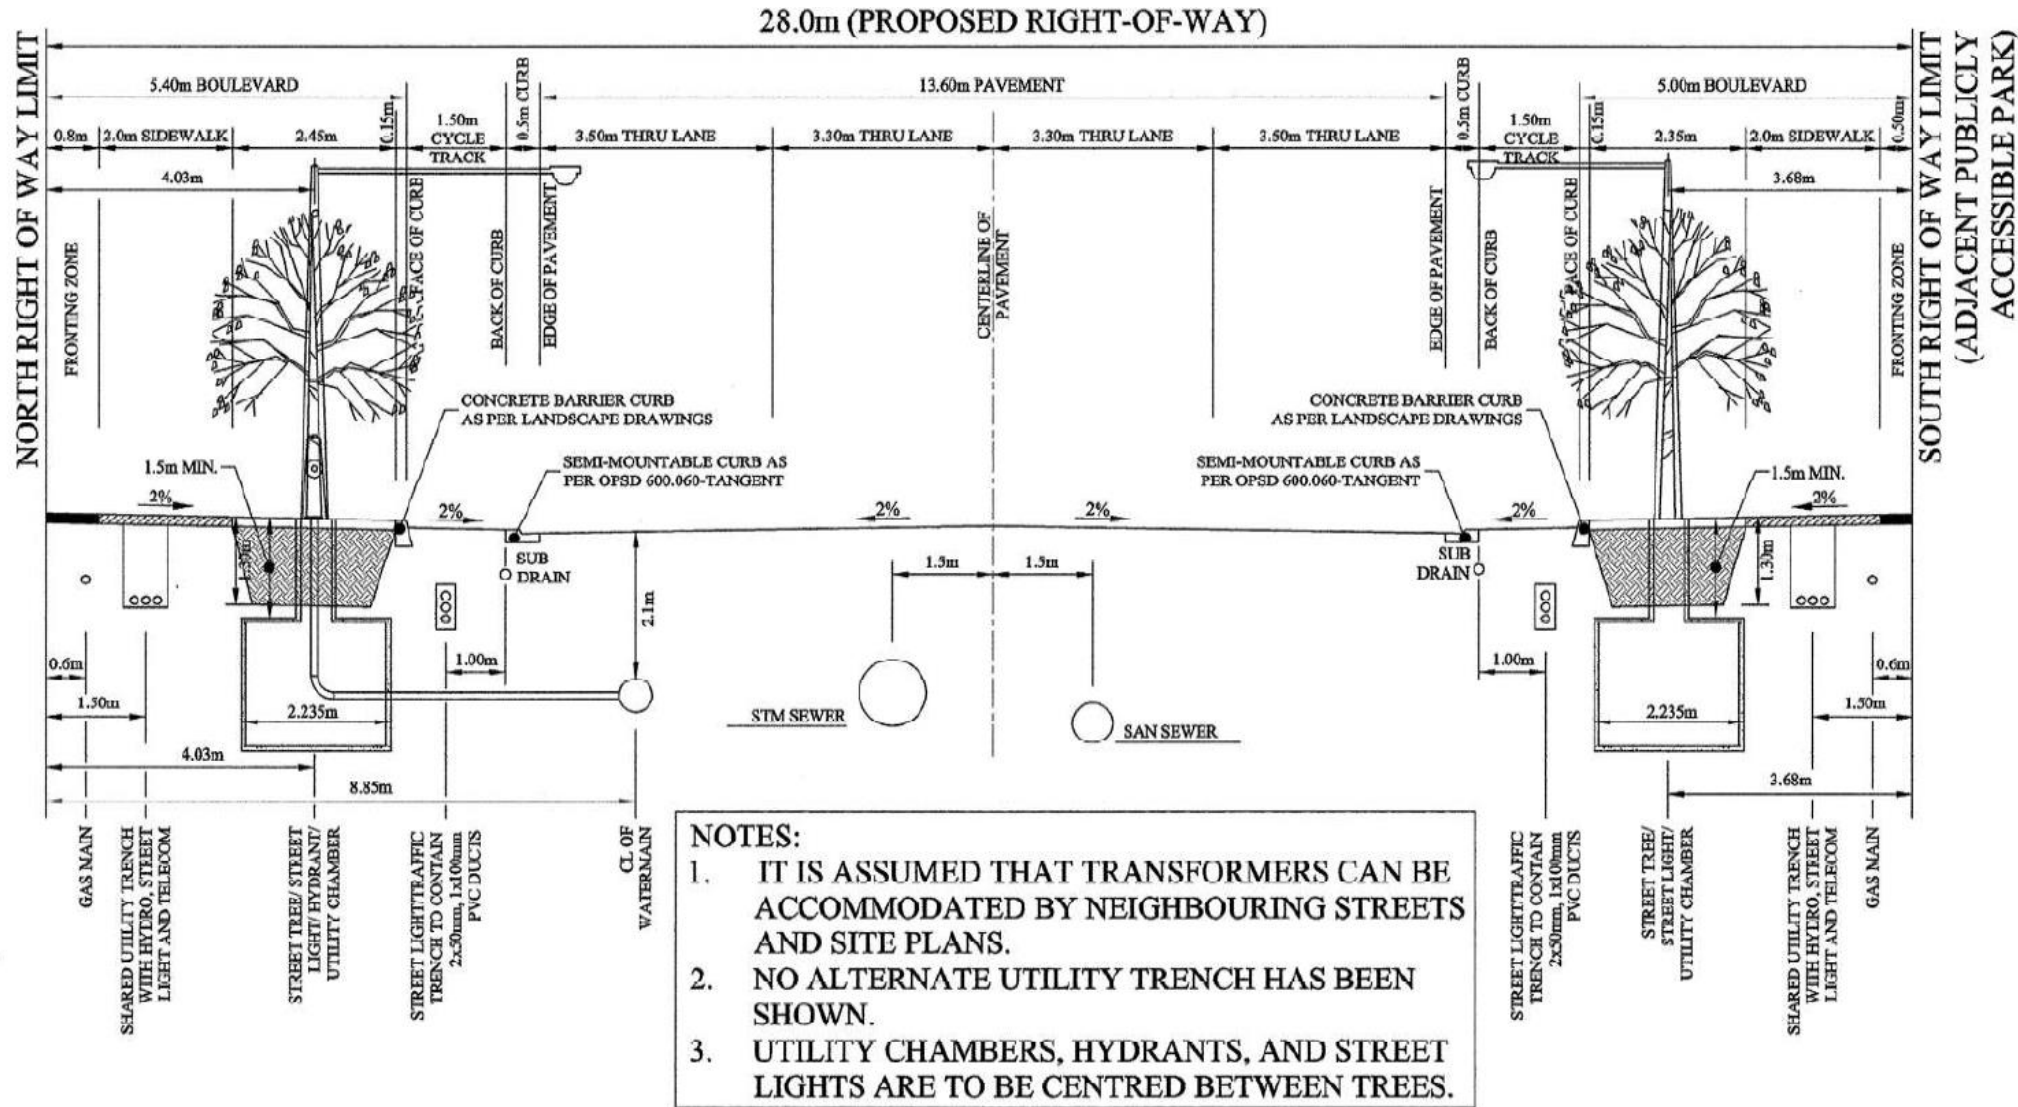 28.0m (PROPOSED RIGHT-OF-WAY)
NORTH RIGHT OF WAY LIMIT
SOUTH RIGHT OF WAY LIMIT
(ADJACENT PUBLICLY
ACCESSIBLE PARK)
5.40m BOULEVARD
0.5m CURB
13.60m PAVEMENT
0.5m CURB
5.00m BOULEVARD
0.8m
2.0m SIDEWALK
2.45m
0.15m
1.50m
CYCLE
TRACK
3.50m THRU LANE
3.30m THRU LANE
3.30m THRU LANE
3.50m THRU LANE
1.50m
CYCLE
TRACK
0.15m
2.35m
2.0m SIDEWALK
0.50m
4.03m
3.68m
FRONTING ZONE
FACE OF CURB
BACK OF CURB
EDGE OF PAVEMENT
CENTERLINE OF
PAVEMENT
EDGE OF PAVEMENT
BACK OF CURB
FACE OF CURB
FRONTING ZONE
CONCRETE BARRIER CURB
AS PER LANDSCAPE DRAWINGS
CONCRETE BARRIER CURB
AS PER LANDSCAPE DRAWINGS
1.5m MIN.
SEMI-MOUNTABLE CURB AS
PER OPSD 600.060-TANGENT
SEMI-MOUNTABLE CURB AS
PER OPSD 600.060-TANGENT
1.5m MIN.
2%
2%
2%
2%
2%
2%
SUB
DRAIN
1.5m
1.5m
SUB
DRAIN
1.30m
2.1m
0.6m
1.00m
1.00m
0.6m
1.50m
2.235m
STM SEWER
SAN SEWER
2.235m
1.50m
4.03m
3.68m
8.85m
GAS MAIN
SHARED UTILITY TRENCH
WITH HYDRO, STREET
LIGHT AND TELECOM
STREET TREE/ STREET
LIGHT/ HYDRANT/
UTILITY CHAMBER
STREET LIGHT/TRAFFIC
TRENCH TO CONTAIN
2x50mm, 1x100mm
PVC DUCTS
CL OF
WATERMAIN
STREET LIGHT/TRAFFIC
TRENCH TO CONTAIN
2x50mm, 1x100mm
PVC DUCTS
STREET TREE/
STREET LIGHT/
UTILITY CHAMBER
SHARED UTILITY TRENCH
WITH HYDRO, STREET
LIGHT AND TELECOM
GAS MAIN
NOTES:
1. IT IS ASSUMED THAT TRANSFORMERS CAN BE
ACCOMMODATED BY NEIGHBOURING STREETS
AND SITE PLANS.
2. NO ALTERNATE UTILITY TRENCH HAS BEEN
SHOWN.
3. UTILITY CHAMBERS, HYDRANTS, AND STREET
LIGHTS ARE TO BE CENTRED BETWEEN TREES.